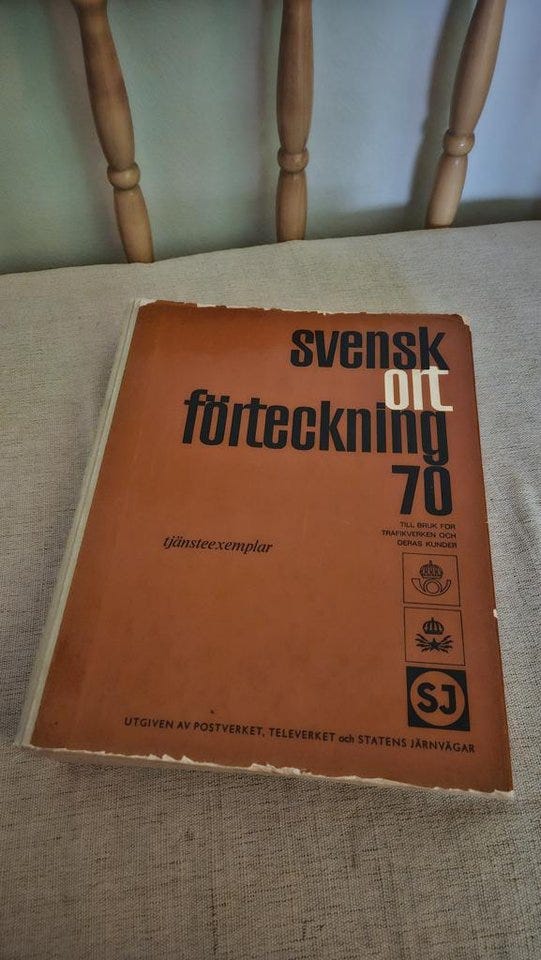 svensk
ort
förteckning
70
TILL BRUK FÖR
TRAFIKVERKEN OCH
DERAS KUNDER
tjänsteexemplar
SJ
UTGIVEN AV POSTVERKET, TELEVERKET och STATENS JÄRNVÄGAR